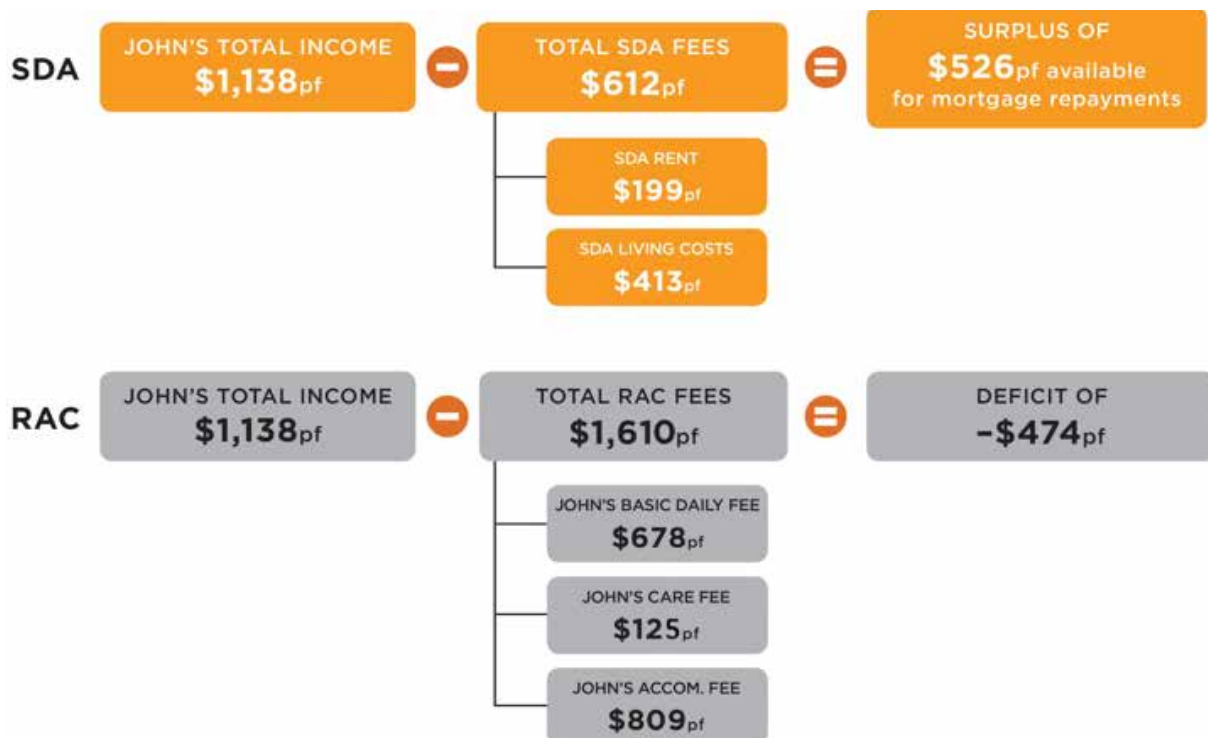 SDA
JOHN'S TOTAL INCOME
$1,138pf
TOTAL SDA FEES
$612pf
SURPLUS OF
$526pf available
for mortgage repayments
SDA RENT
$199pf
SDA LIVING COSTS
$413pf
RAC
JOHN'S TOTAL INCOME
$1,138pf
TOTAL RAC FEES
$1,610pf
DEFICIT OF
–$474pf
JOHN'S BASIC DAILY FEE
$678pf
JOHN'S CARE FEE
$125pf
JOHN'S ACCOM. FEE
$809pf